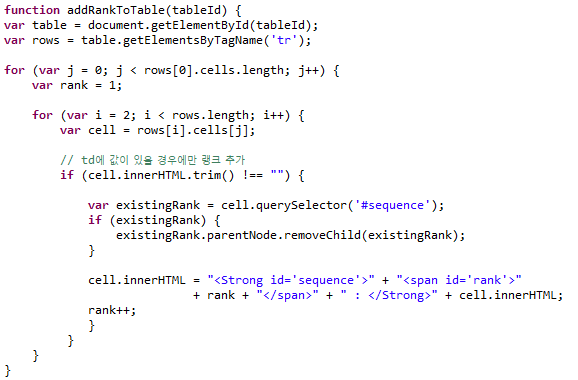 function addRankToTable(tableId) {
var table = document.getElementById(tableId);
var rows = table.getElementsByTagName('tr');
for (var j = 0; j < rows[0].cells.length; j++) {
var rank = 1;
for (var i = 2; i < rows.length; i++) {
var cell = rows[i].cells[j];
// td에 값이 있을 경우에만 랭크 추가
if (cell.innerHTML.trim() !== "") {
var existingRank = cell.querySelector('#sequence');
if (existingRank) {
existingRank.parentNode.removeChild(existingRank);
}
cell.innerHTML = "<Strong id='sequence'>" + "<span id='rank'>"
+ rank + "</span>" + " : </Strong>" + cell.innerHTML;
rank++;
}
}
}
}